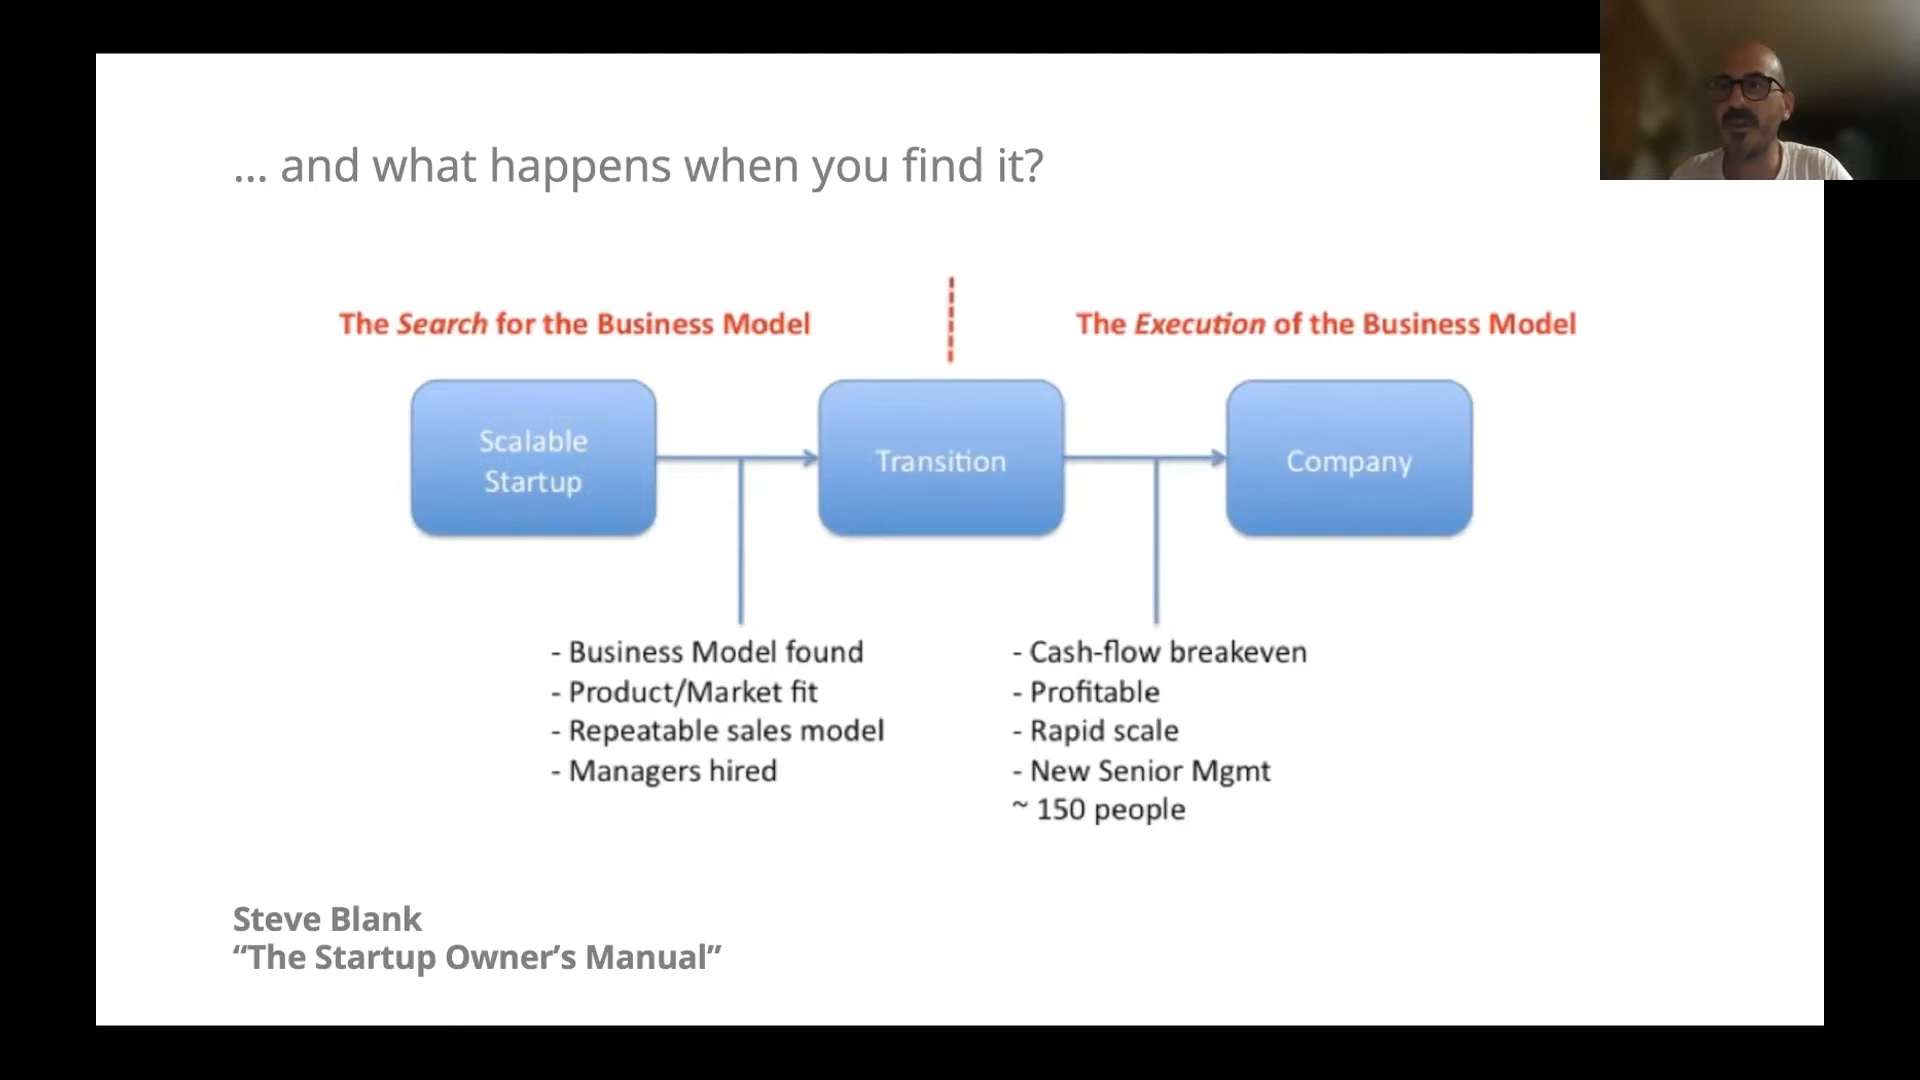 ... and what happens when you find it?
The Search for the Business Model
The Execution of the Business Model
Scalable
Startup
Transition
Company
- Business Model found
- Product/Market fit
- Repeatable sales model
- Managers hired
- Cash-flow breakeven
- Profitable
- Rapid scale
- New Senior Mgmt
~ 150 people
Steve Blank
“The Startup Owner’s Manual”